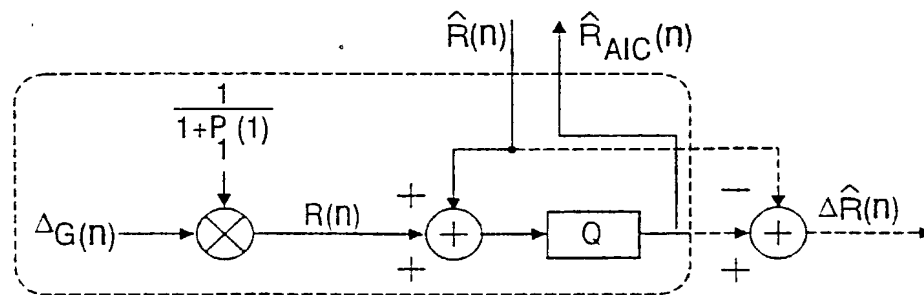 R̂(n) R̂AIC(n)
1
1+P₁(1)
+ −
ΔG(n) R(n) + Q + ΔR̂(n)
+ +